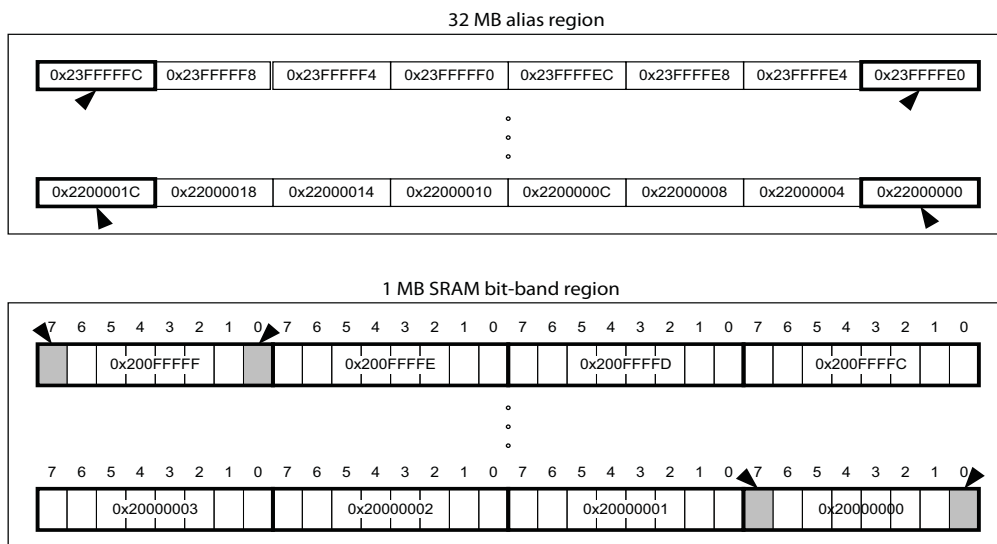 32 MB alias region
0x23FFFFFC 0x23FFFFF8 0x23FFFFF4 0x23FFFFF0 0x23FFFFEC 0x23FFFFE8 0x23FFFFE4 0x23FFFFE0
0x2200001C 0x22000018 0x22000014 0x22000010 0x2200000C 0x22000008 0x22000004 0x22000000
1 MB SRAM bit-band region
7 6 5 4 3 2 1 0 7 6 5 4 3 2 1 0 7 6 5 4 3 2 1 0 7 6 5 4 3 2 1 0
0x200FFFFF 0x200FFFFE 0x200FFFFD 0x200FFFFC
7 6 5 4 3 2 1 0 7 6 5 4 3 2 1 0 7 6 5 4 3 2 1 0 7 6 5 4 3 2 1 0
0x20000003 0x20000002 0x20000001 0x20000000